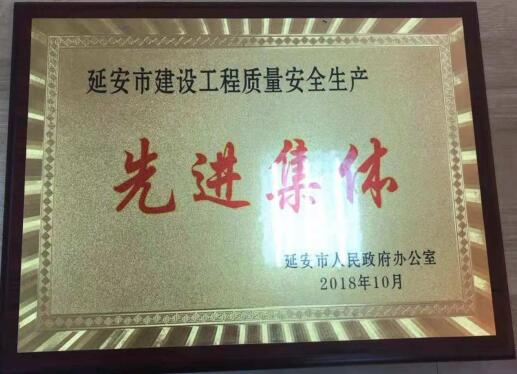 延安市建设工程质量安全生产
先进集体
延安市人民政府办公室
2018年10月